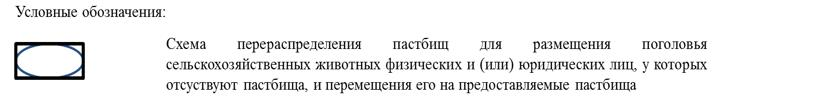 Условные обозначения:
Схема перераспределения пастбищ для размещения поголовья
сельскохозяйственных животных физических и (или) юридических лиц, у которых
отсуствуют пастбища, и перемещения его на предоставляемые пастбища